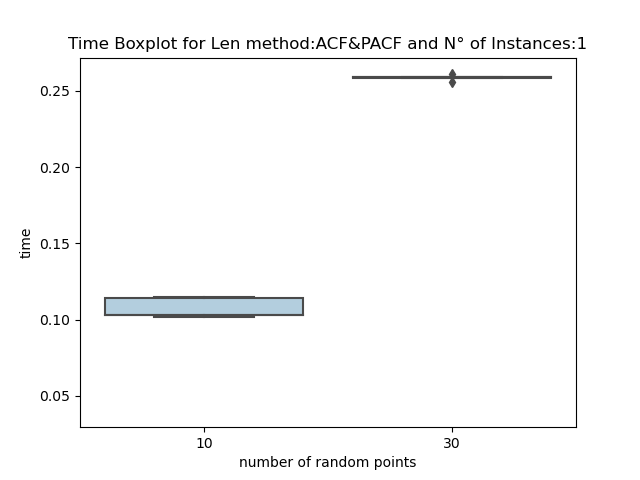 Time Boxplot for Len method:ACF&PACF and N° of Instances:1
0.25
0.20
0.15
0.10
0.05
time
10 30
number of random points